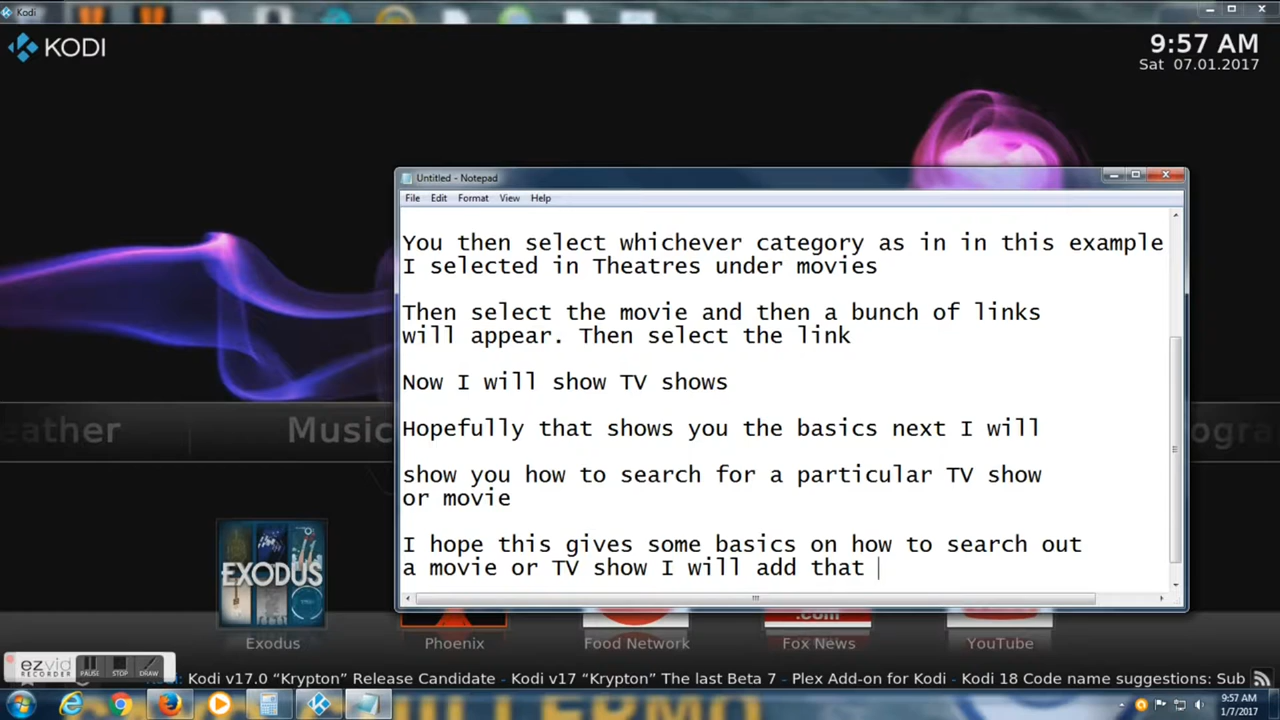 Kodi
KODI
9:57 AM
Sat 07.01.2017
Untitled - Notepad
File Edit Format View Help
You then select whichever category as in in this example
I selected in Theatres under movies
Then select the movie and then a bunch of links
will appear. Then select the link
Now I will show TV shows
Hopefully that shows you the basics next I will
show you how to search for a particular TV show
or movie
I hope this gives some basics on how to search out
a movie or TV show I will add that
eather Music ogra
EXODUS
.com
Exodus Phoenix Food Network Fox News YouTube
ezvid
RECORDER
PAUSE STOP DRAW
Kodi v17.0 “Krypton” Release Candidate - Kodi v17 “Krypton” The last Beta 7 - Plex Add-on for Kodi - Kodi 18 Code name suggestions: Sub
9:57 AM
1/7/2017